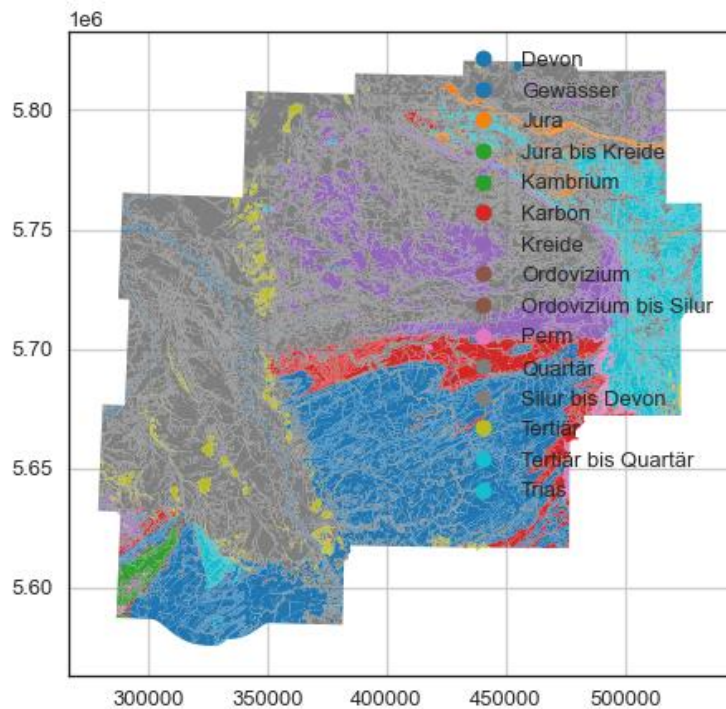 1e6
Devon
Gewässer
5.80
Jura
Jura bis Kreide
Kambrium
5.75
Karbon
Kreide
Ordovizium
Ordovizium bis Silur
5.70
Perm
Quartär
Silur bis Devon
Tertiär
5.65
Tertiär bis Quartär
Trias
5.60
300000 350000 400000 450000 500000